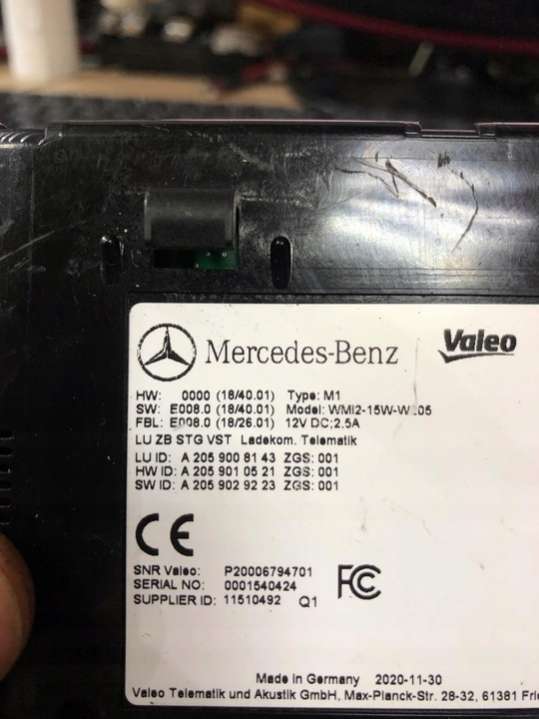 Mercedes-Benz
Valeo
HW: 0000 (18/40.01) Type: M1
SW: E008.0 (18/40.01) Model: WMI2-15W-W205
FBL: E008.0 (18/26.01) 12V DC;2.5A
LU ZB STG VST Ladekom. Telematik
LU ID: A 205 900 81 43 ZGS: 001
HW ID: A 205 901 05 21 ZGS: 001
SW ID: A 205 902 92 23 ZGS: 001
CE
SNR Valeo: P20006794701
SERIAL NO: 0001540424
SUPPLIER ID: 11510492 Q1
FC
Made in Germany 2020-11-30
Valeo Telematik und Akustik GmbH, Max-Planck-Str. 28-32, 61381 Frie